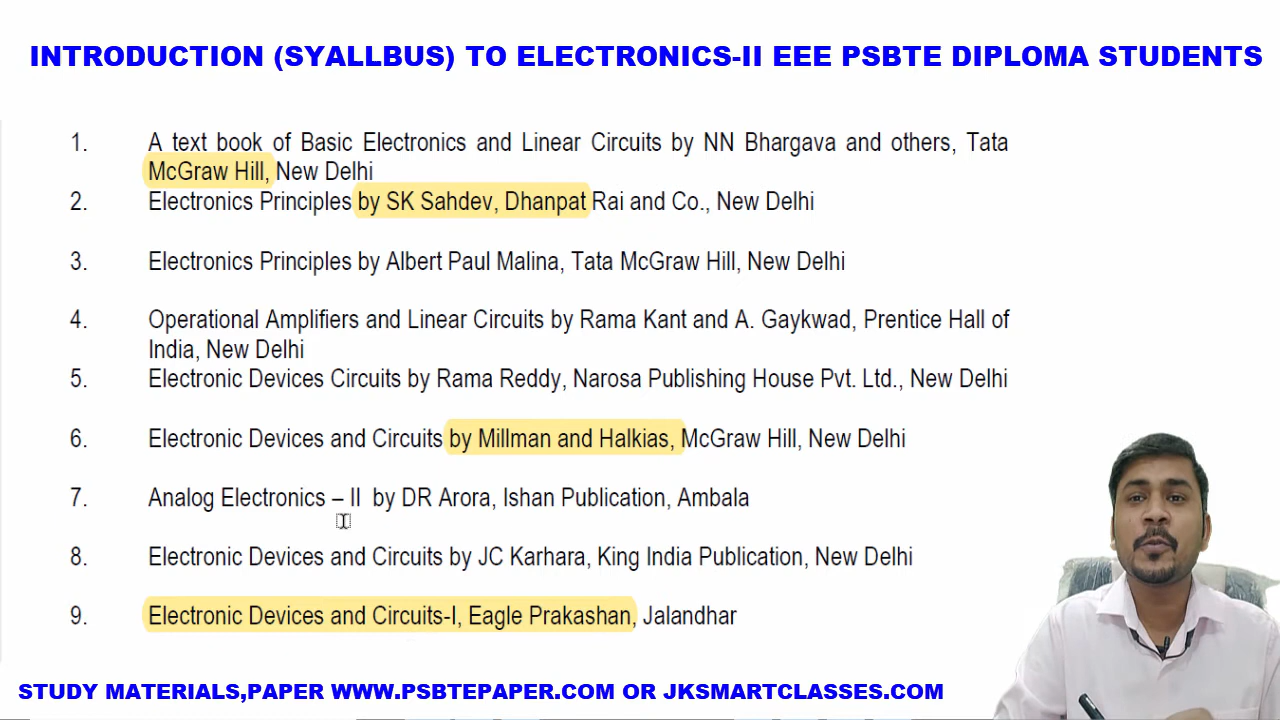 INTRODUCTION (SYALLBUS) TO ELECTRONICS-II EEE PSBTE DIPLOMA STUDENTS
1. A text book of Basic Electronics and Linear Circuits by NN Bhargava and others, Tata
McGraw Hill, New Delhi
2. Electronics Principles by SK Sahdev, Dhanpat Rai and Co., New Delhi
3. Electronics Principles by Albert Paul Malina, Tata McGraw Hill, New Delhi
4. Operational Amplifiers and Linear Circuits by Rama Kant and A. Gaykwad, Prentice Hall of
India, New Delhi
5. Electronic Devices Circuits by Rama Reddy, Narosa Publishing House Pvt. Ltd., New Delhi
6. Electronic Devices and Circuits by Millman and Halkias, McGraw Hill, New Delhi
7. Analog Electronics – II by DR Arora, Ishan Publication, Ambala
8. Electronic Devices and Circuits by JC Karhara, King India Publication, New Delhi
9. Electronic Devices and Circuits-I, Eagle Prakashan, Jalandhar
STUDY MATERIALS,PAPER WWW.PSBTEPAPER.COM OR JKSMARTCLASSES.COM